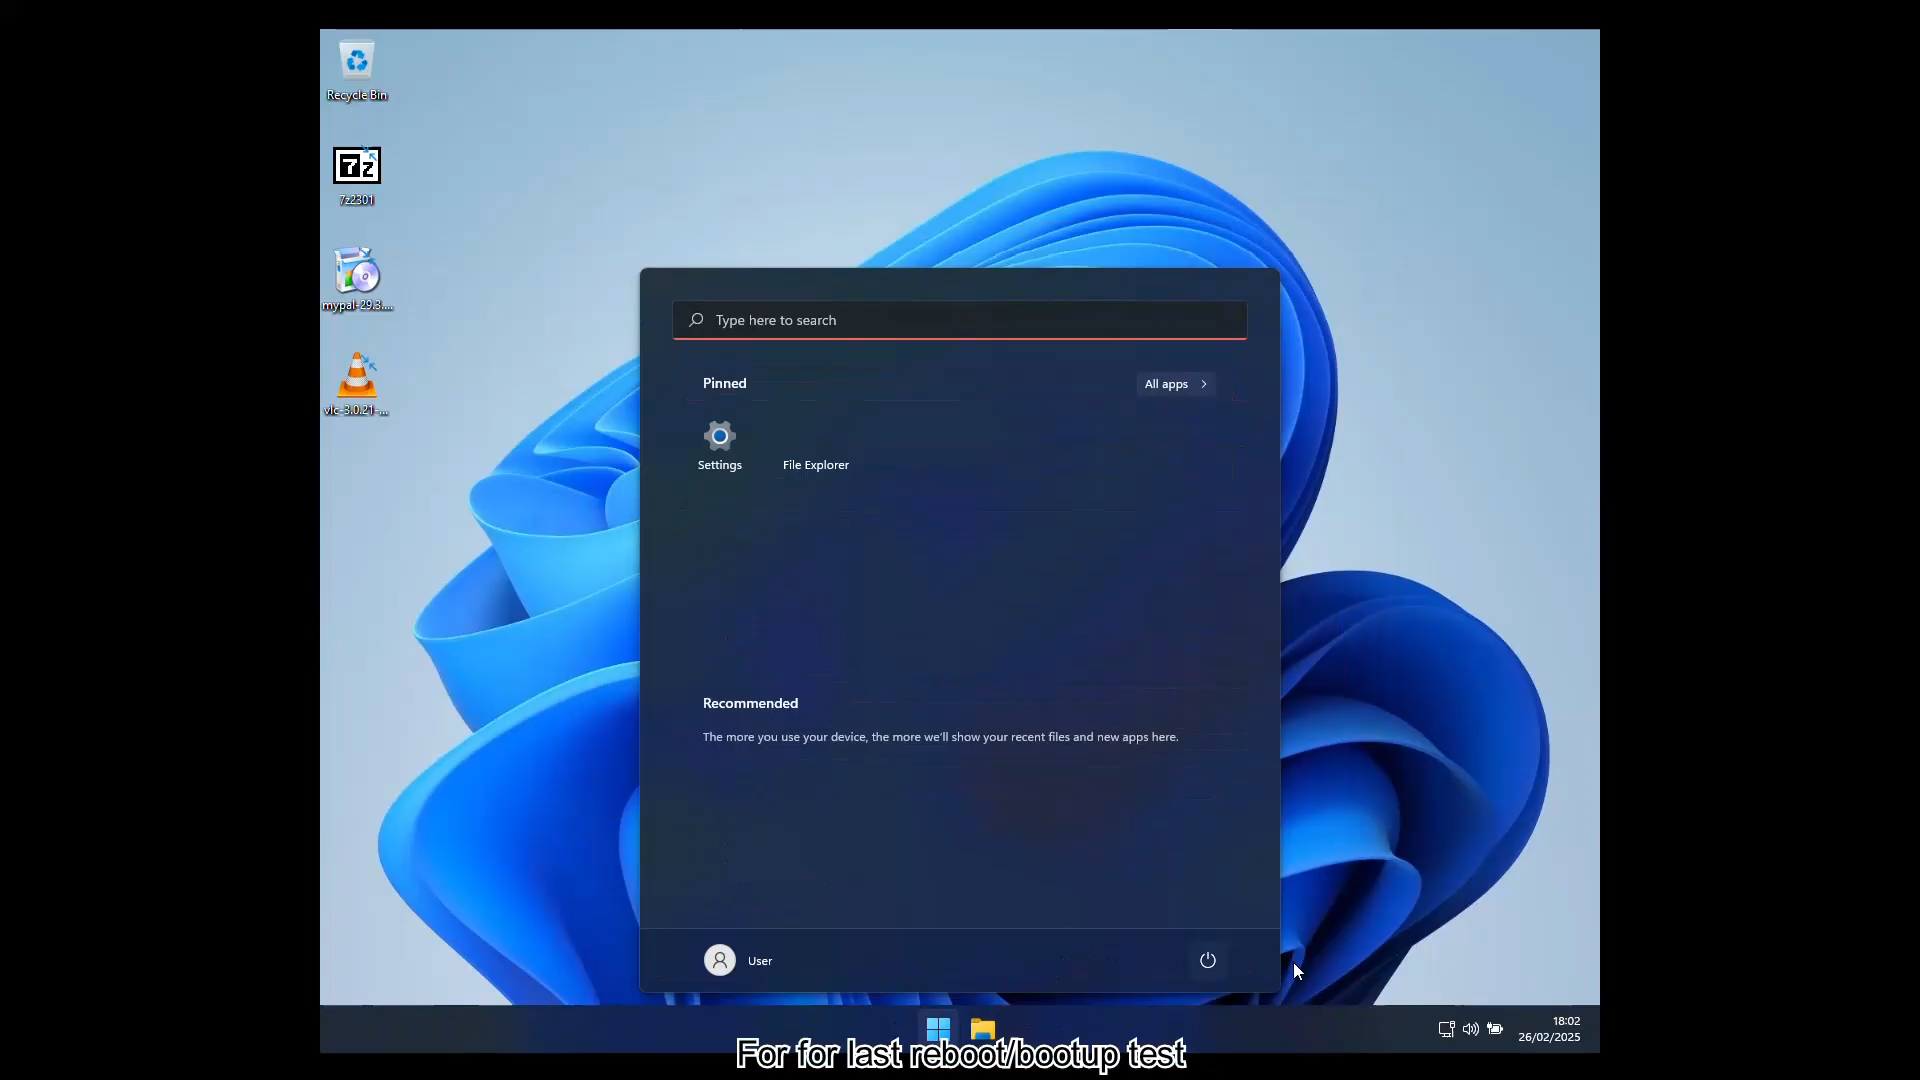 Recycle Bin
7z
7z2301
mypal-29.3....
vlc-3.0.21-...
Type here to search
Pinned
All apps
Settings
File Explorer
Recommended
The more you use your device, the more we'll show your recent files and new apps here.
User
18:02
26/02/2025
For for last reboot/bootup test